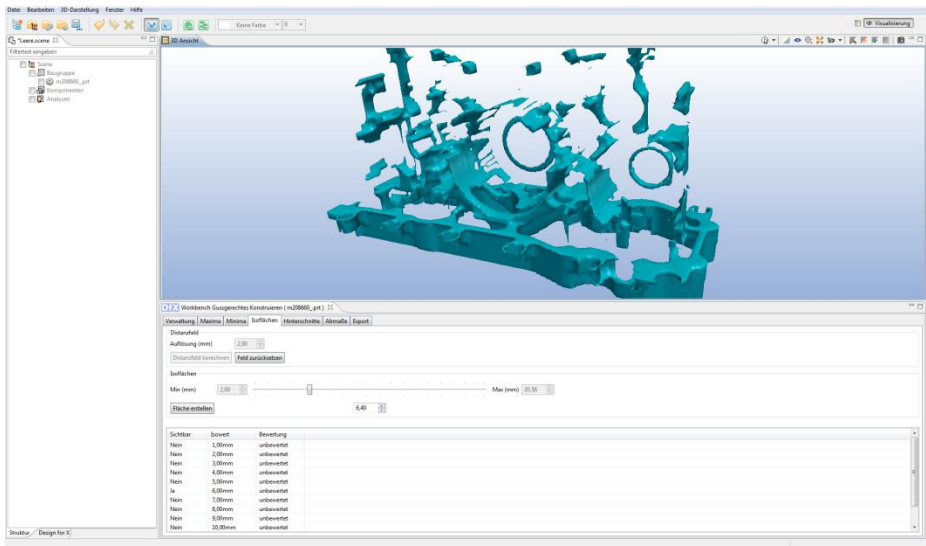 Datei Bearbeiten 3D-Darstellung Fenster Hilfe
Keine Farbe 0
Visualisierung
*Leere.scene
3D Ansicht
Filtertext eingeben
Szene
Baugruppe
m208660_prt
Komponenten
Analysen
Workbench Gussgerechtes Konstruieren ( m208660_prt )
Verwaltung Maxima Minima Isoflächen Hinterschnitte Abmaße Export
Distanzfeld
Auflösung (mm) 2,00
Distanzfeld berechnen Feld zurücksetzen
Isoflächen
Min (mm) 2,00 Max (mm) 20,56
Fläche erstellen 6,40
Sichtbar Isowert Bewertung
Nein 1,00mm unbewertet
Nein 2,00mm unbewertet
Nein 3,00mm unbewertet
Nein 4,00mm unbewertet
Nein 5,00mm unbewertet
Ja 6,00mm unbewertet
Nein 7,00mm unbewertet
Nein 8,00mm unbewertet
Nein 9,00mm unbewertet
Nein 10,00mm unbewertet
Struktur Design for X